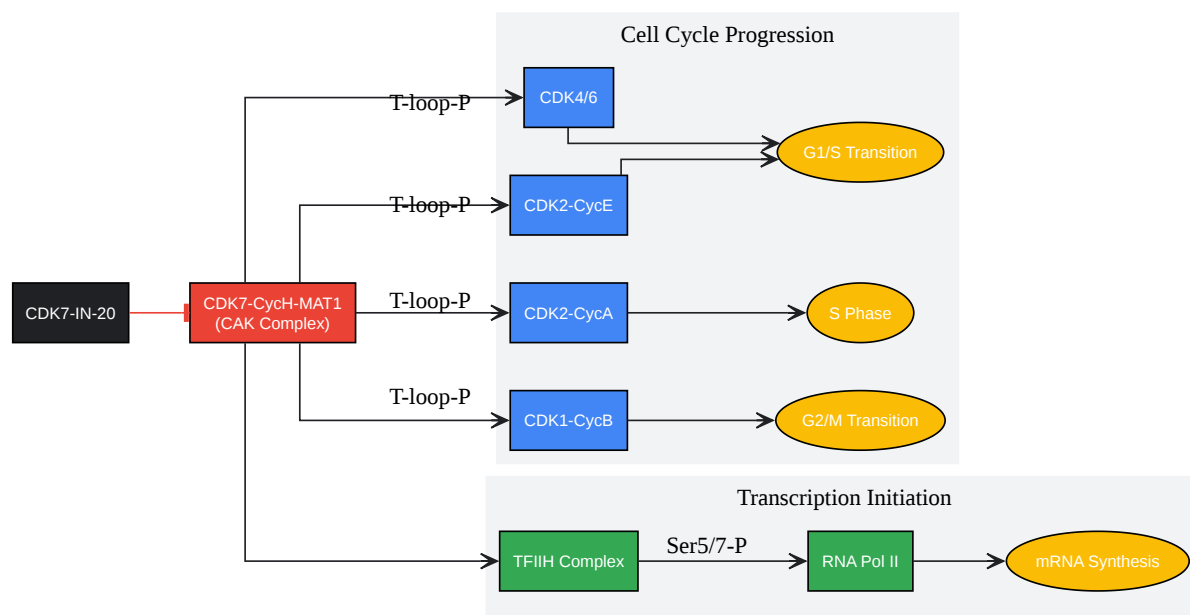 Cell Cycle Progression
T-loop-P
CDK4/6
G1/S Transition
T-loop-P
CDK2-CycE
CDK7-IN-20
CDK7-CycH-MAT1
(CAK Complex)
T-loop-P
CDK2-CycA
S Phase
T-loop-P
CDK1-CycB
G2/M Transition
Transcription Initiation
TFIIH Complex
Ser5/7-P
RNA Pol II
mRNA Synthesis